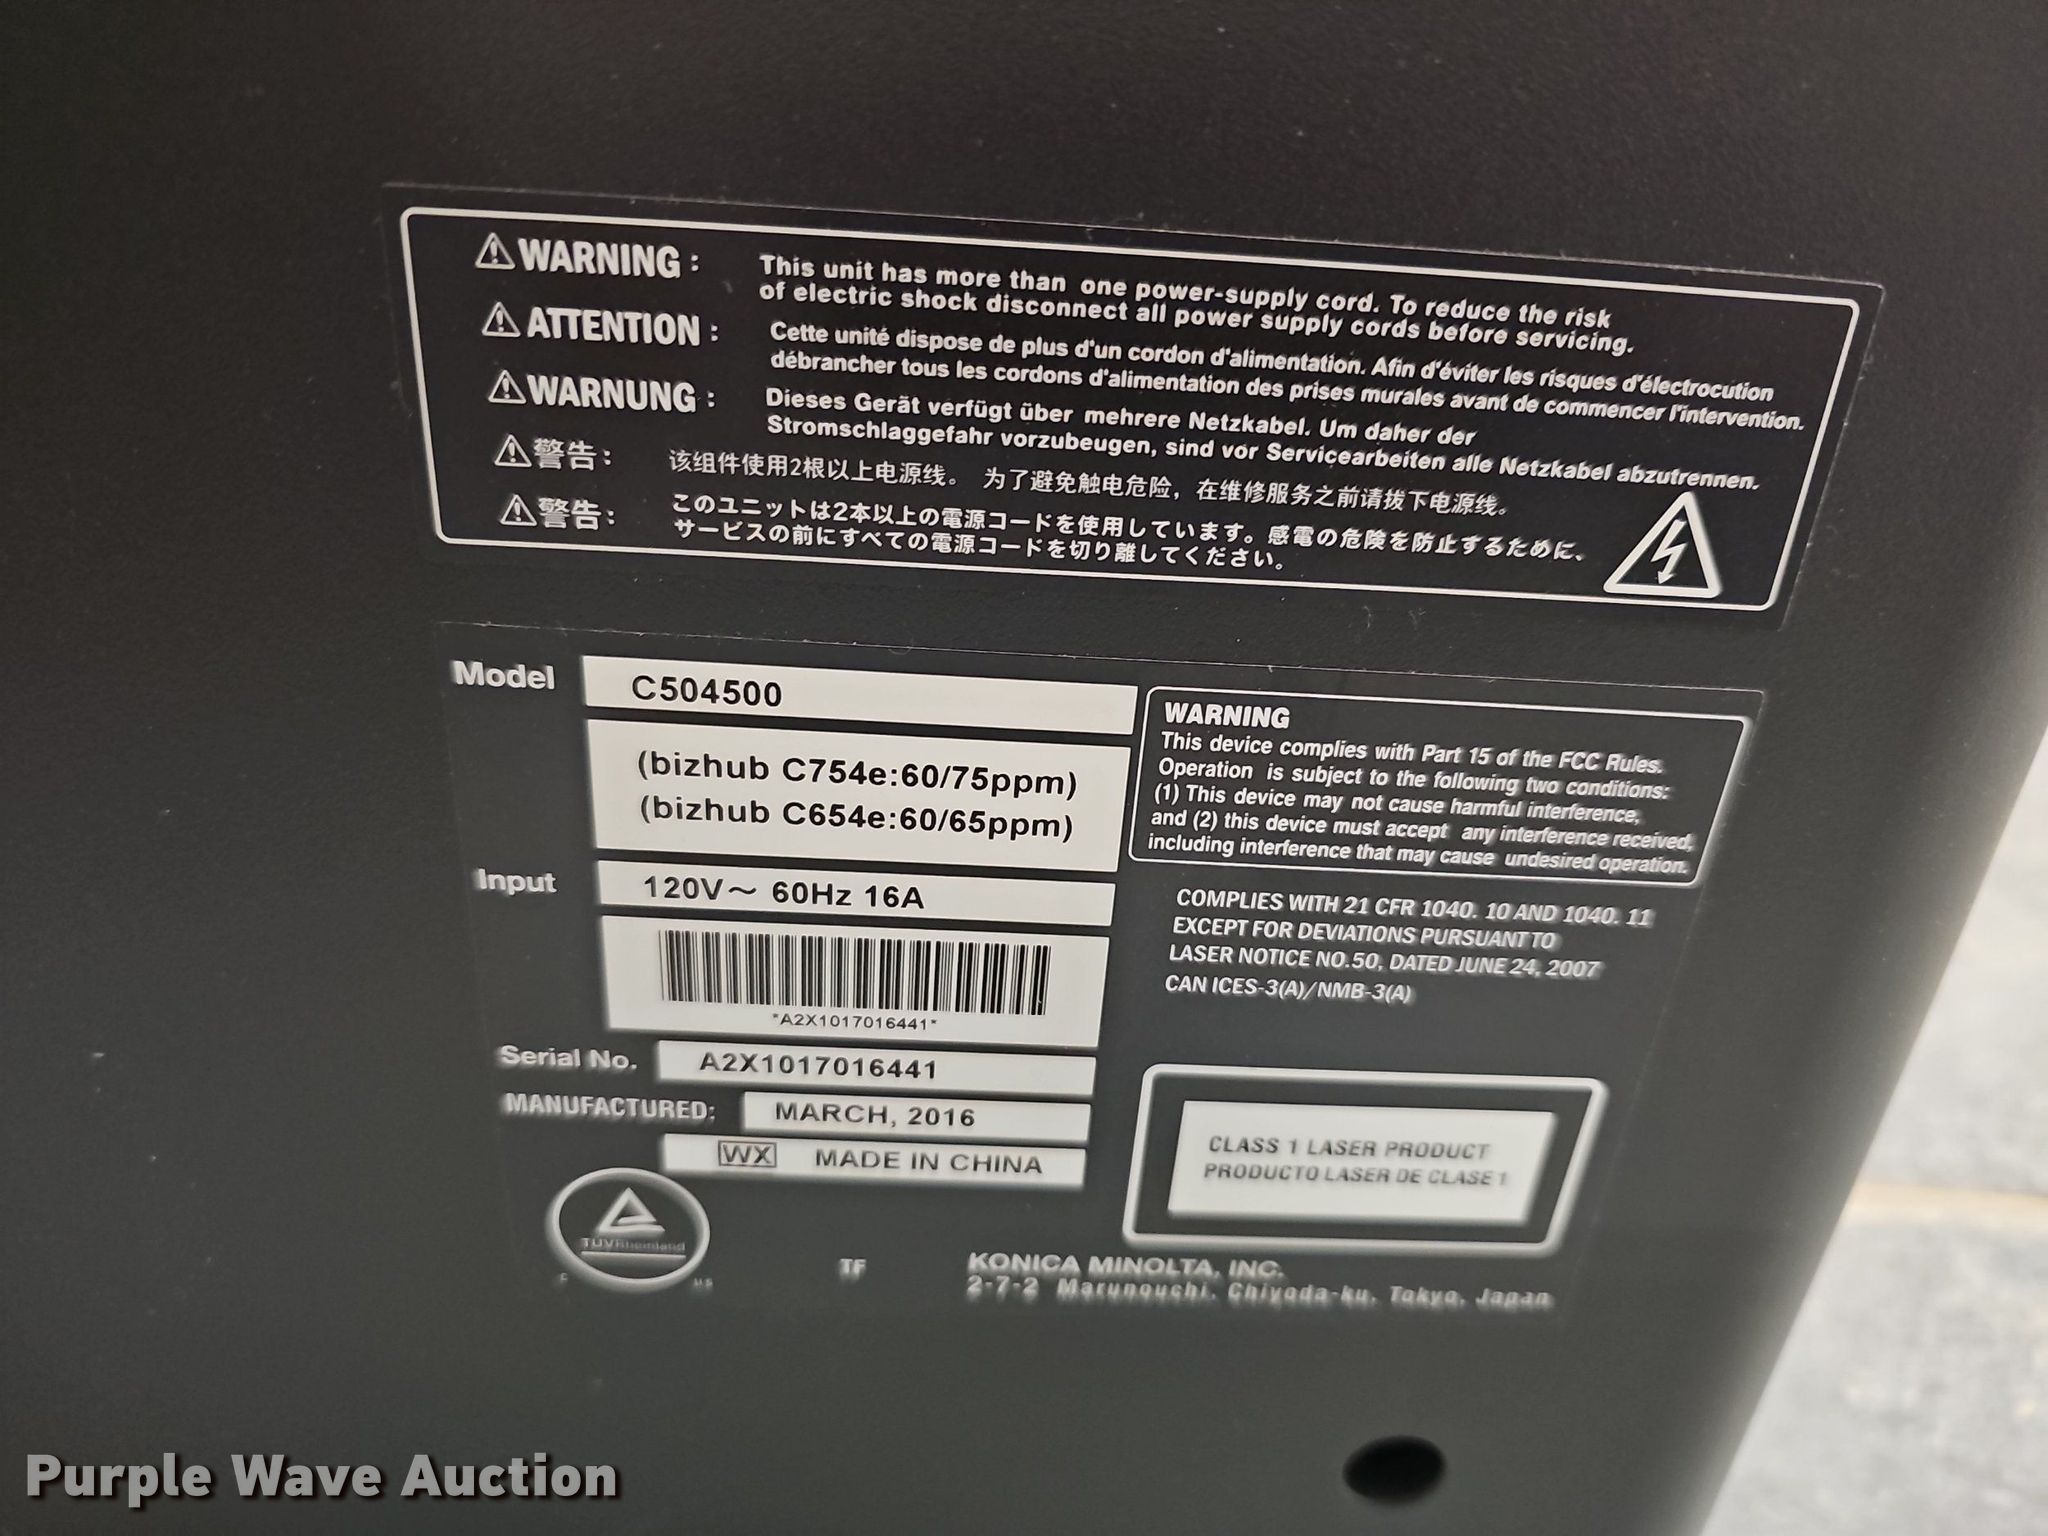 ⚠WARNING: This unit has more than one power-supply cord. To reduce the risk
of electric shock disconnect all power supply cords before servicing.
⚠ATTENTION: Cette unité dispose de plus d'un cordon d'alimentation. Afin d'éviter les risques d'électrocution
débrancher tous les cordons d'alimentation des prises murales avant de commencer l'intervention.
⚠WARNUNG: Dieses Gerät verfügt über mehrere Netzkabel. Um daher der
Stromschlaggefahr vorzubeugen, sind vor Servicearbeiten alle Netzkabel abzutrennen.
⚠警告: 该组件使用2根以上电源线。 为了避免触电危险，在维修服务之前请拔下电源线。
⚠警告: このユニットは2本以上の電源コードを使用しています。感電の危険を防止するために、
サービスの前にすべての電源コードを切り離してください。
Model C504500
(bizhub C754e:60/75ppm)
(bizhub C654e:60/65ppm)
Input 120V～ 60Hz 16A
*A2X1017016441*
Serial No. A2X1017016441
MANUFACTURED: MARCH, 2016
WX MADE IN CHINA
TÜVRheinland
TF
WARNING
This device complies with Part 15 of the FCC Rules.
Operation is subject to the following two conditions:
(1) This device may not cause harmful interference,
and (2) this device must accept any interference received,
including interference that may cause undesired operation.
COMPLIES WITH 21 CFR 1040. 10 AND 1040. 11
EXCEPT FOR DEVIATIONS PURSUANT TO
LASER NOTICE NO.50, DATED JUNE 24, 2007
CAN ICES-3(A)/NMB-3(A)
CLASS 1 LASER PRODUCT
PRODUCTO LASER DE CLASE 1
KONICA MINOLTA, INC.
2-7-2 Marunouchi, Chiyoda-ku, Tokyo, Japan
Purple Wave Auction